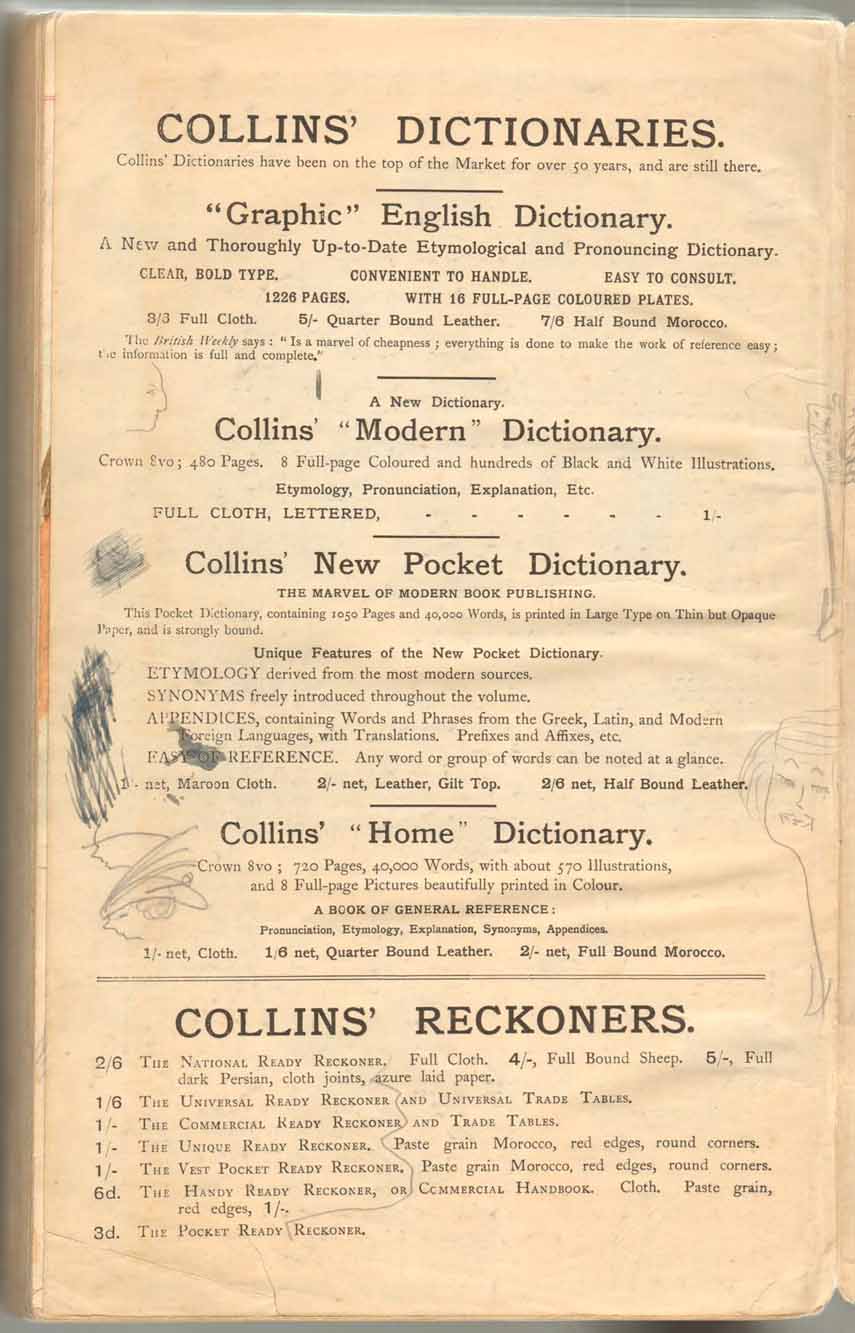 COLLINS' DICTIONARIES.
Collins' Dictionaries have been on the top of the Market for over 50 years, and are still there.
"Graphic" English Dictionary.
A New and Thoroughly Up-to-Date Etymological and Pronouncing Dictionary.
CLEAR, BOLD TYPE. CONVENIENT TO HANDLE. EASY TO CONSULT.
1226 PAGES. WITH 16 FULL-PAGE COLOURED PLATES.
3/6 Full Cloth. 5/- Quarter Bound Leather. 7/6 Half Bound Morocco.
The British Weekly says: "Is a marvel of cheapness; everything is done to make the work of reference easy;
the information is full and complete."
A New Dictionary.
Collins' "Modern" Dictionary.
Crown 8vo; 480 Pages. 8 Full-page Coloured and hundreds of Black and White Illustrations.
Etymology, Pronunciation, Explanation, Etc.
FULL CLOTH, LETTERED, - - - - - - 1/-
Collins' New Pocket Dictionary.
THE MARVEL OF MODERN BOOK PUBLISHING.
This Pocket Dictionary, containing 1050 Pages and 40,000 Words, is printed in Large Type on Thin but Opaque
Paper, and is strongly bound.
Unique Features of the New Pocket Dictionary.
ETYMOLOGY derived from the most modern sources.
SYNONYMS freely introduced throughout the volume.
APPENDICES, containing Words and Phrases from the Greek, Latin, and Modern
Foreign Languages, with Translations. Prefixes and Affixes, etc.
EASY OF REFERENCE. Any word or group of words can be noted at a glance.
1/- net, Maroon Cloth. 2/- net, Leather, Gilt Top. 2/6 net, Half Bound Leather.
Collins' "Home" Dictionary.
Crown 8vo; 720 Pages, 40,000 Words, with about 570 Illustrations,
and 8 Full-page Pictures beautifully printed in Colour.
A BOOK OF GENERAL REFERENCE:
Pronunciation, Etymology, Explanation, Synonyms, Appendices.
1/- net, Cloth. 1/6 net, Quarter Bound Leather. 2/- net, Full Bound Morocco.
COLLINS' RECKONERS.
2/6 THE NATIONAL READY RECKONER. Full Cloth. 4/-, Full Bound Sheep. 5/-, Full
dark Persian, cloth joints, azure laid paper.
1/6 THE UNIVERSAL READY RECKONER AND UNIVERSAL TRADE TABLES.
1/- THE COMMERCIAL READY RECKONER AND TRADE TABLES.
1/- THE UNIQUE READY RECKONER. Paste grain Morocco, red edges, round corners.
1/- THE VEST POCKET READY RECKONER. Paste grain Morocco, red edges, round corners.
6d. THE HANDY READY RECKONER, OR COMMERCIAL HANDBOOK. Cloth. Paste grain,
red edges, 1/-.
3d. THE POCKET READY RECKONER.